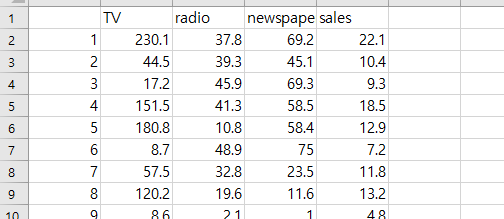 1 TV radio newspape sales
2 1 230.1 37.8 69.2 22.1
3 2 44.5 39.3 45.1 10.4
4 3 17.2 45.9 69.3 9.3
5 4 151.5 41.3 58.5 18.5
6 5 180.8 10.8 58.4 12.9
7 6 8.7 48.9 75 7.2
8 7 57.5 32.8 23.5 11.8
9 8 120.2 19.6 11.6 13.2
10 9 8.6 2.1 1 4.8